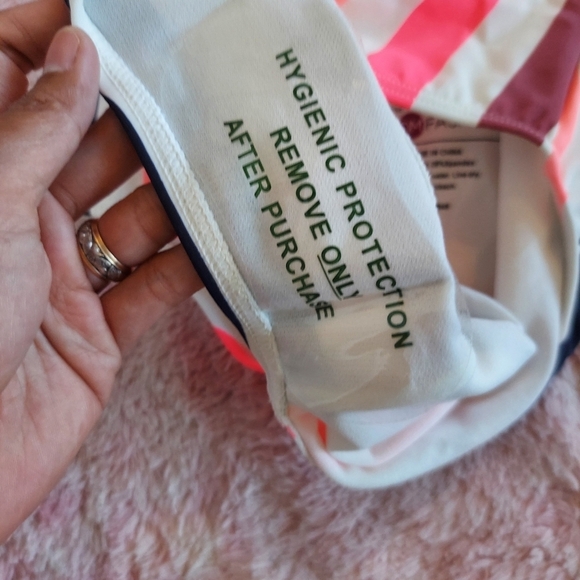 HYGIENIC PROTECTION
REMOVE ONLY
AFTER PURCHASE